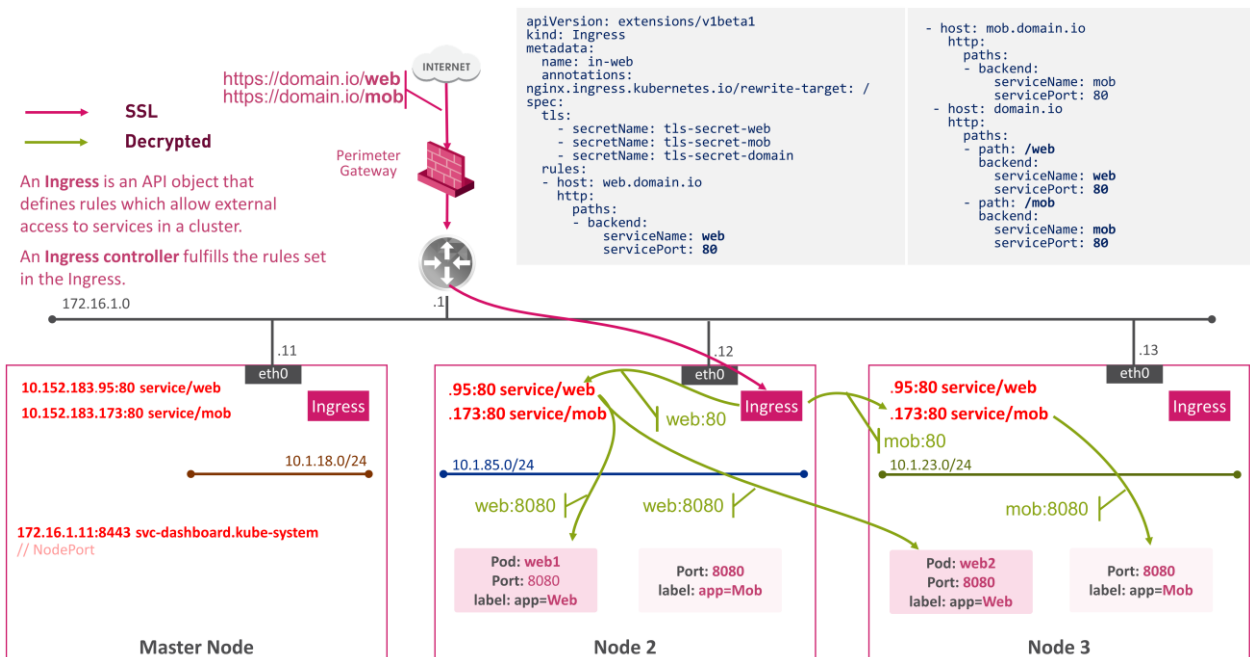 https://domain.io/web
https://domain.io/mob
INTERNET
SSL
Decrypted
Perimeter
Gateway
An Ingress is an API object that
defines rules which allow external
access to services in a cluster.
An Ingress controller fulfills the rules set
in the Ingress.
apiVersion: extensions/v1beta1
kind: Ingress
metadata:
name: in-web
annotations:
nginx.ingress.kubernetes.io/rewrite-target: /
spec:
tls:
- secretName: tls-secret-web
- secretName: tls-secret-mob
- secretName: tls-secret-domain
rules:
- host: web.domain.io
http:
paths:
- backend:
serviceName: web
servicePort: 80
- host: mob.domain.io
http:
paths:
- backend:
serviceName: mob
servicePort: 80
- host: domain.io
http:
paths:
- path: /web
backend:
serviceName: web
servicePort: 80
- path: /mob
backend:
serviceName: mob
servicePort: 80
172.16.1.0
.1
.11
eth0
10.152.183.95:80 service/web
10.152.183.173:80 service/mob
Ingress
10.1.18.0/24
172.16.1.11:8443 svc-dashboard.kube-system
// NodePort
Master Node
.12
eth0
.95:80 service/web
.173:80 service/mob
web:80
Ingress
10.1.85.0/24
web:8080
web:8080
Pod: web1
Port: 8080
label: app=Web
Port: 8080
label: app=Mob
Node 2
.13
eth0
.95:80 service/web
.173:80 service/mob
Ingress
mob:80
10.1.23.0/24
mob:8080
Pod: web2
Port: 8080
label: app=Web
Port: 8080
label: app=Mob
Node 3